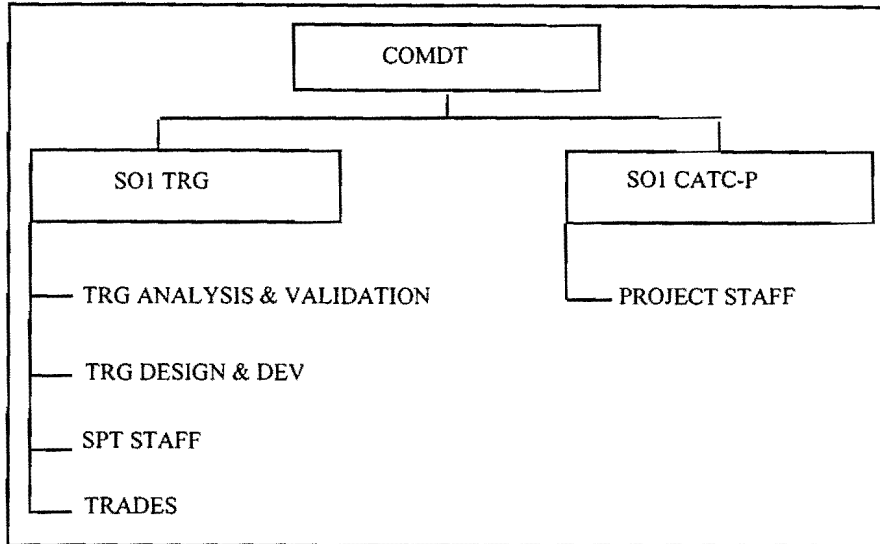 COMDT
SO1 TRG
SO1 CATC-P
TRG ANALYSIS & VALIDATION
PROJECT STAFF
TRG DESIGN & DEV
SPT STAFF
TRADES